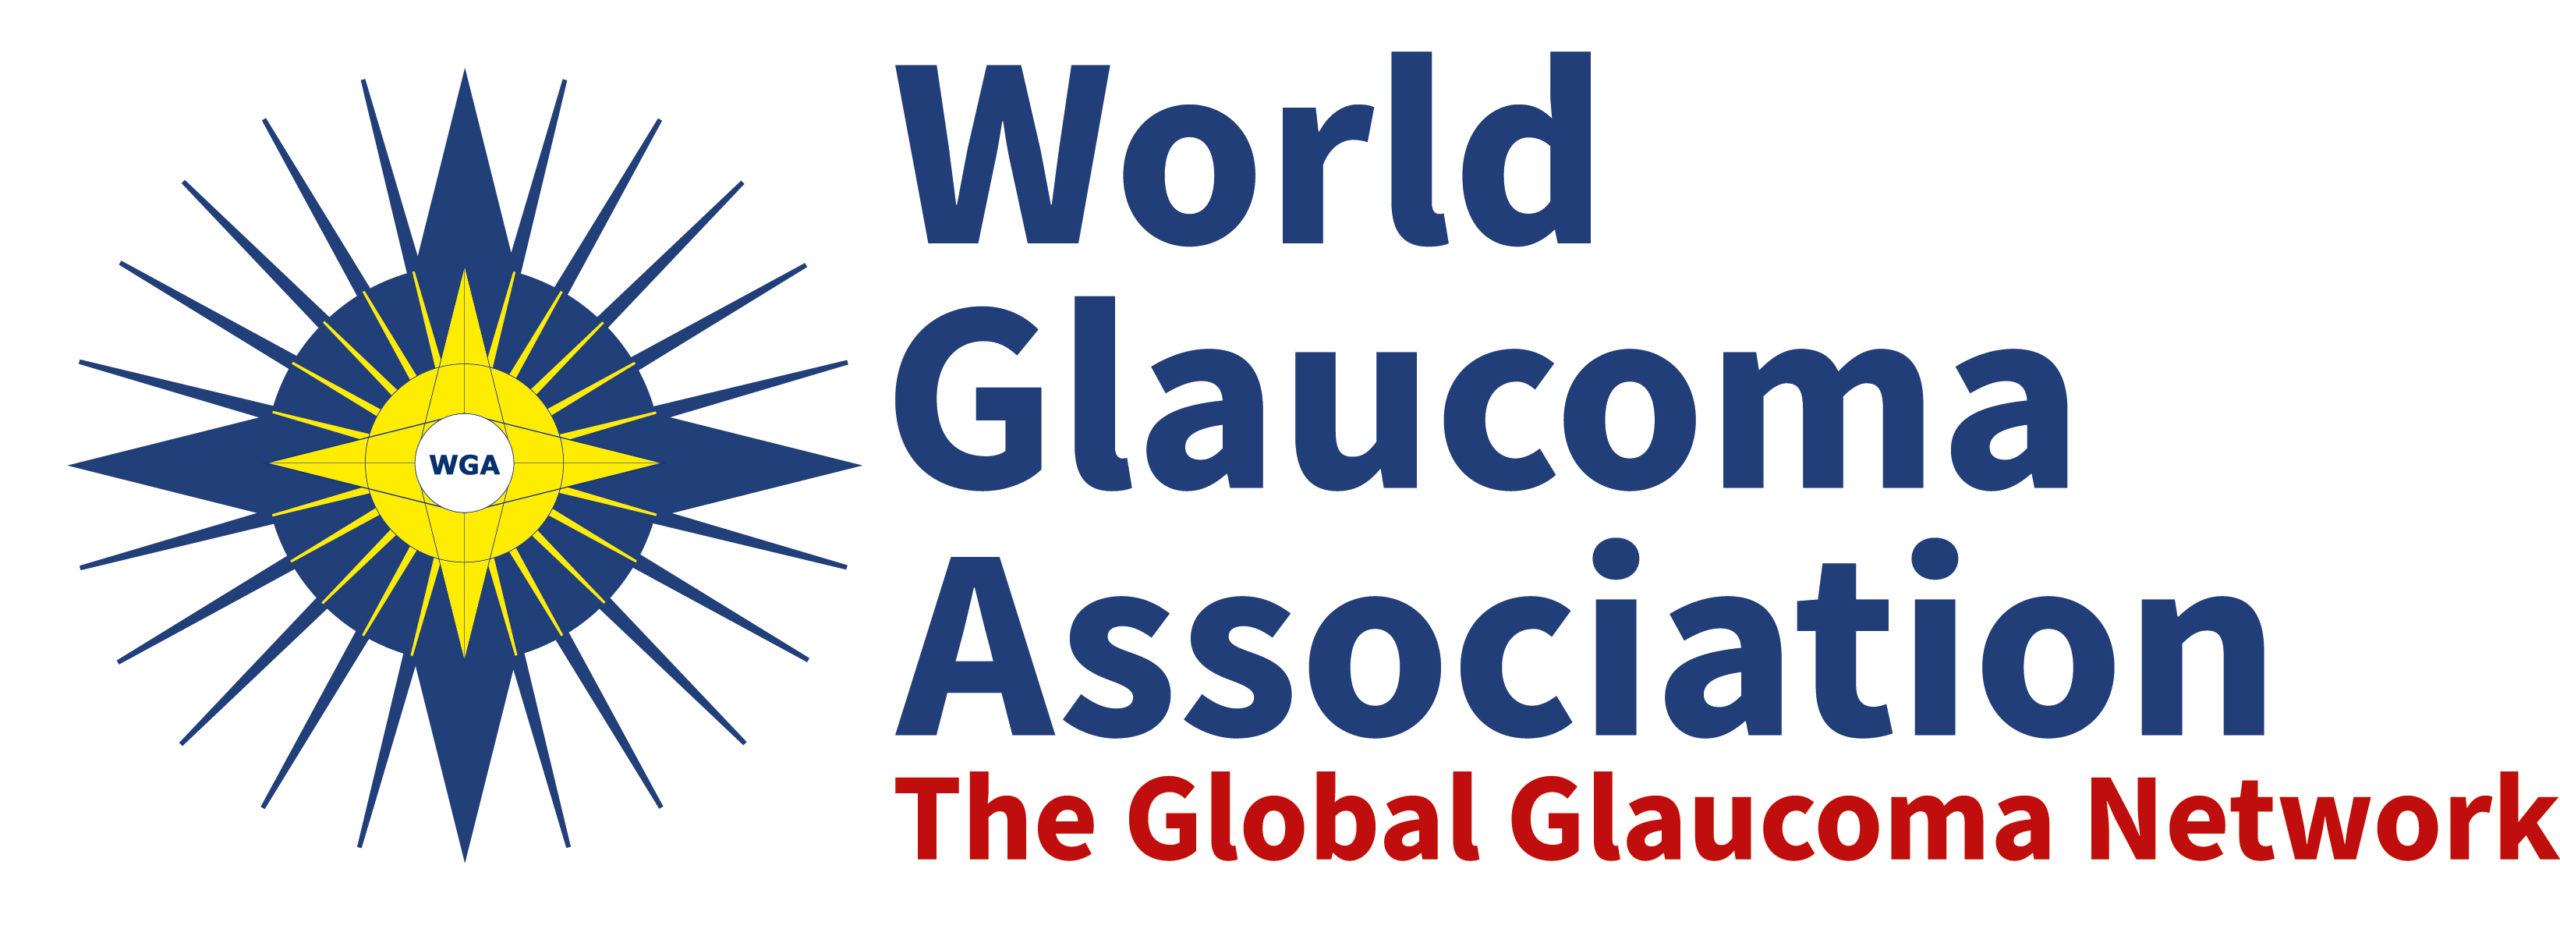 WGA
World
Glaucoma
Association
The Global Glaucoma Network